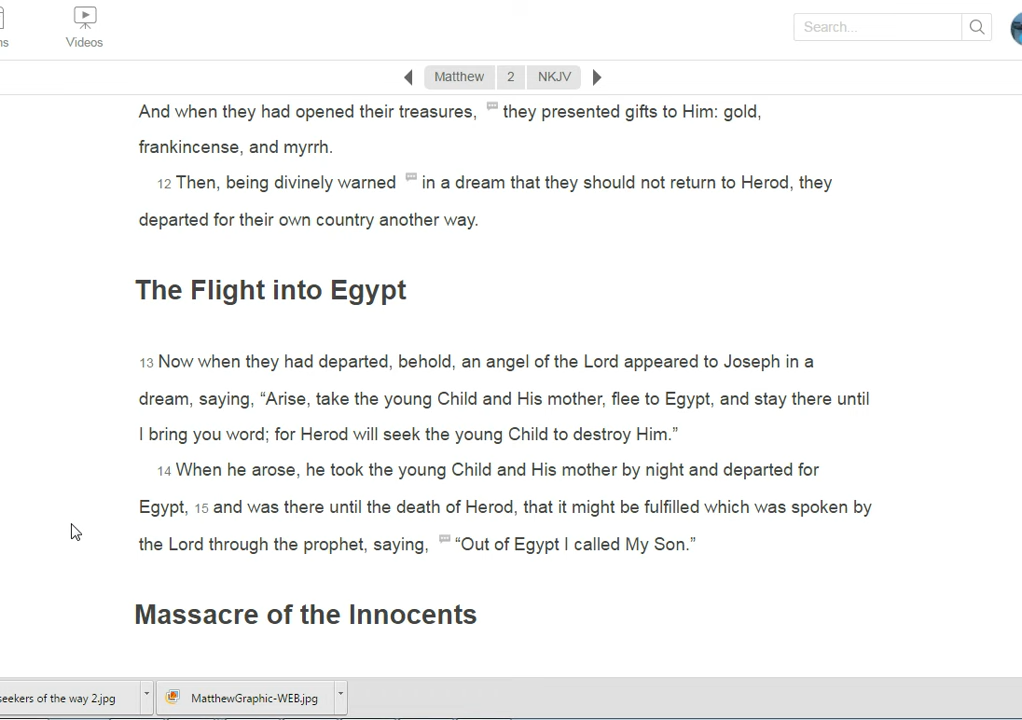 Videos
Search...
Matthew 2 NKJV
And when they had opened their treasures, they presented gifts to Him: gold,
frankincense, and myrrh.
12 Then, being divinely warned in a dream that they should not return to Herod, they
departed for their own country another way.
The Flight into Egypt
13 Now when they had departed, behold, an angel of the Lord appeared to Joseph in a
dream, saying, “Arise, take the young Child and His mother, flee to Egypt, and stay there until
I bring you word; for Herod will seek the young Child to destroy Him.”
14 When he arose, he took the young Child and His mother by night and departed for
Egypt, 15 and was there until the death of Herod, that it might be fulfilled which was spoken by
the Lord through the prophet, saying, “Out of Egypt I called My Son.”
Massacre of the Innocents
seekers of the way 2.jpg
MatthewGraphic-WEB.jpg